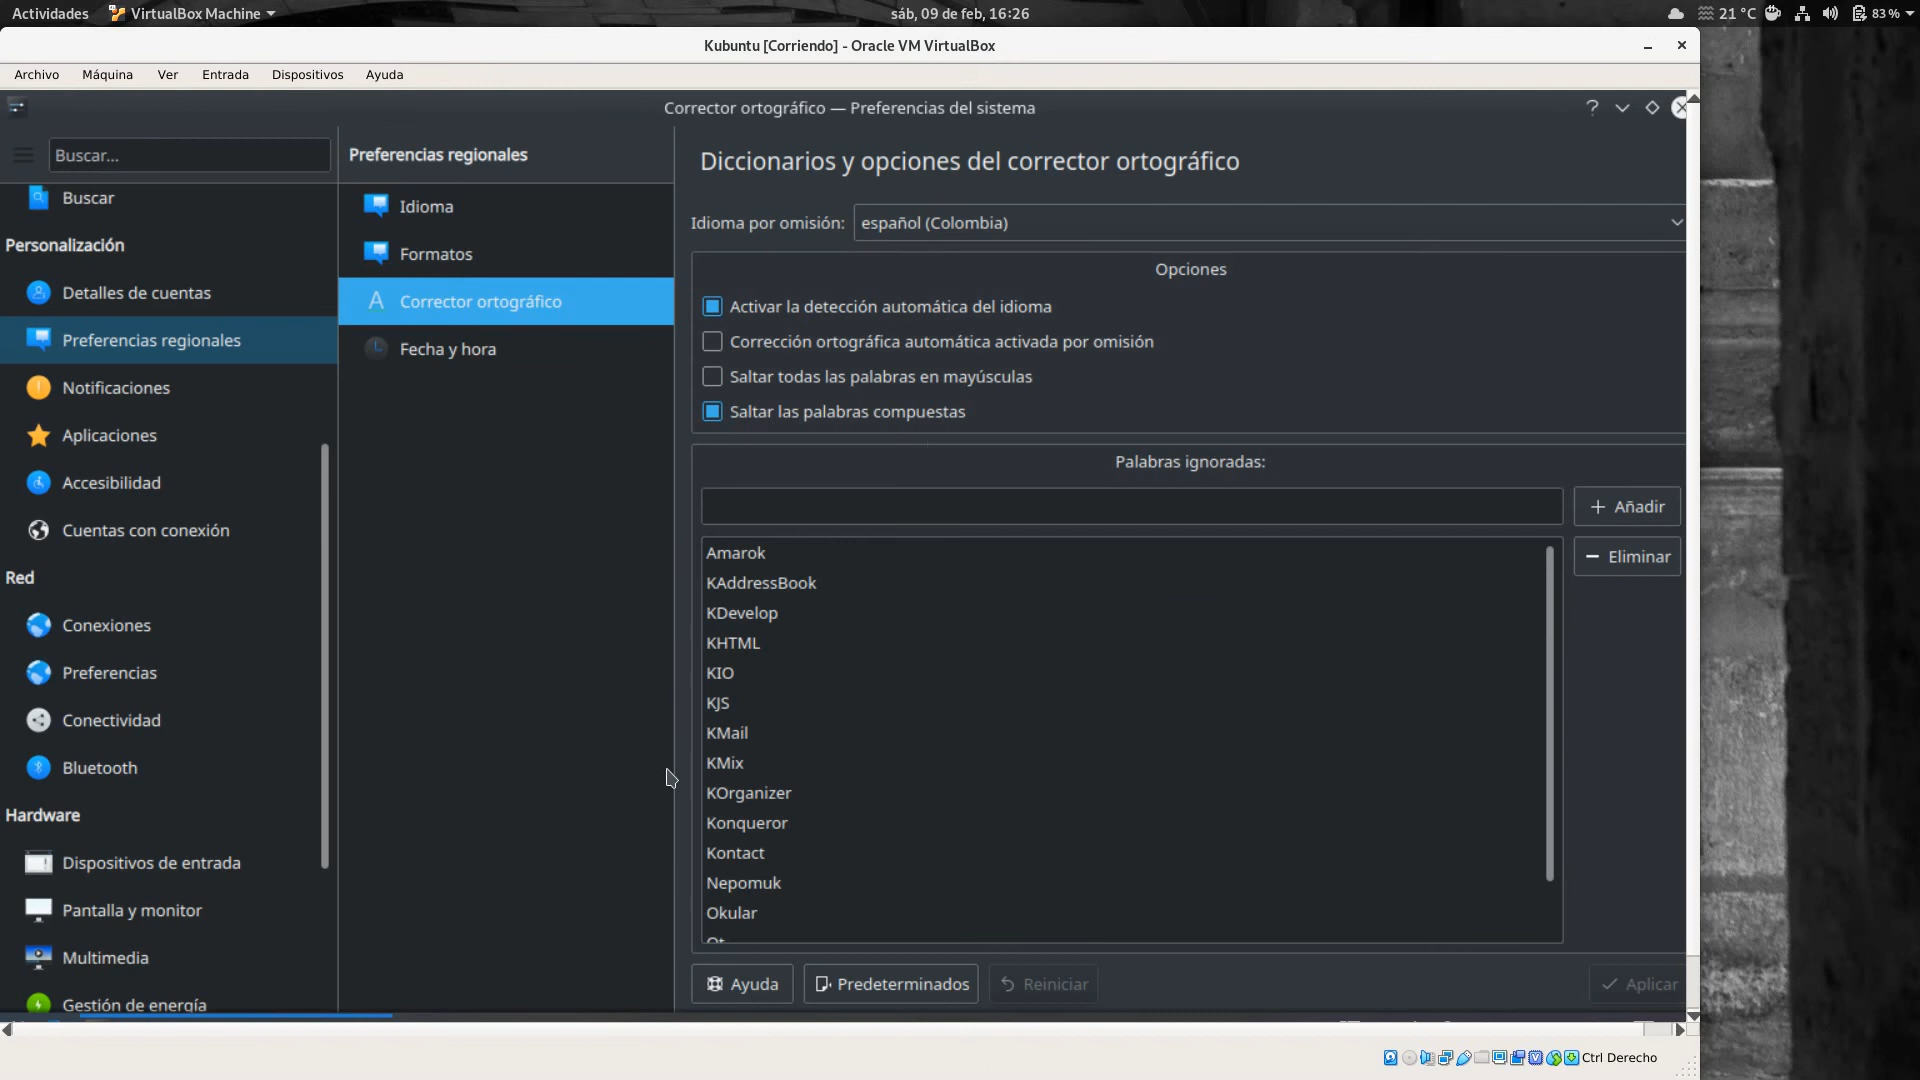 Actividades VirtualBox Machine sáb, 09 de feb, 16:26 21 °C 83 %
Kubuntu [Corriendo] - Oracle VM VirtualBox
Archivo Máquina Ver Entrada Dispositivos Ayuda
Corrector ortográfico — Preferencias del sistema
Buscar...
Buscar
Personalización
Detalles de cuentas
Preferencias regionales
Notificaciones
Aplicaciones
Accesibilidad
Cuentas con conexión
Red
Conexiones
Preferencias
Conectividad
Bluetooth
Hardware
Dispositivos de entrada
Pantalla y monitor
Multimedia
Gestión de energía
Preferencias regionales
Idioma
Formatos
Corrector ortográfico
Fecha y hora
Diccionarios y opciones del corrector ortográfico
Idioma por omisión: español (Colombia)
Opciones
Activar la detección automática del idioma
Corrección ortográfica automática activada por omisión
Saltar todas las palabras en mayúsculas
Saltar las palabras compuestas
Palabras ignoradas:
Añadir
Eliminar
Amarok
KAddressBook
KDevelop
KHTML
KIO
KJS
KMail
KMix
KOrganizer
Konqueror
Kontact
Nepomuk
Okular
Ayuda Predeterminados Reiniciar Aplicar
Ctrl Derecho